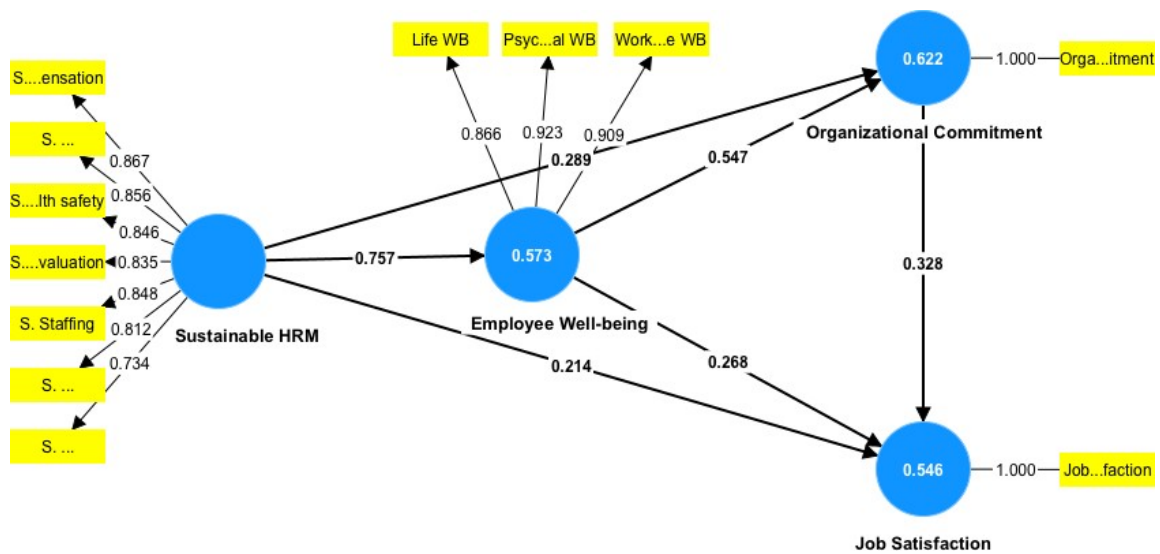 Life WB
Psyc...al WB
Work...e WB
0.622
1.000
Orga...itment
S....ensation
S. ...
S....lth safety
S....valuation
S. Staffing
S. ...
S. ...
0.867
0.856
0.846
0.835
0.848
0.812
0.734
0.866
0.923
0.909
Organizational Commitment
0.289
0.547
0.757
0.573
0.328
Sustainable HRM
Employee Well-being
0.214
0.268
0.546
1.000
Job...faction
Job Satisfaction